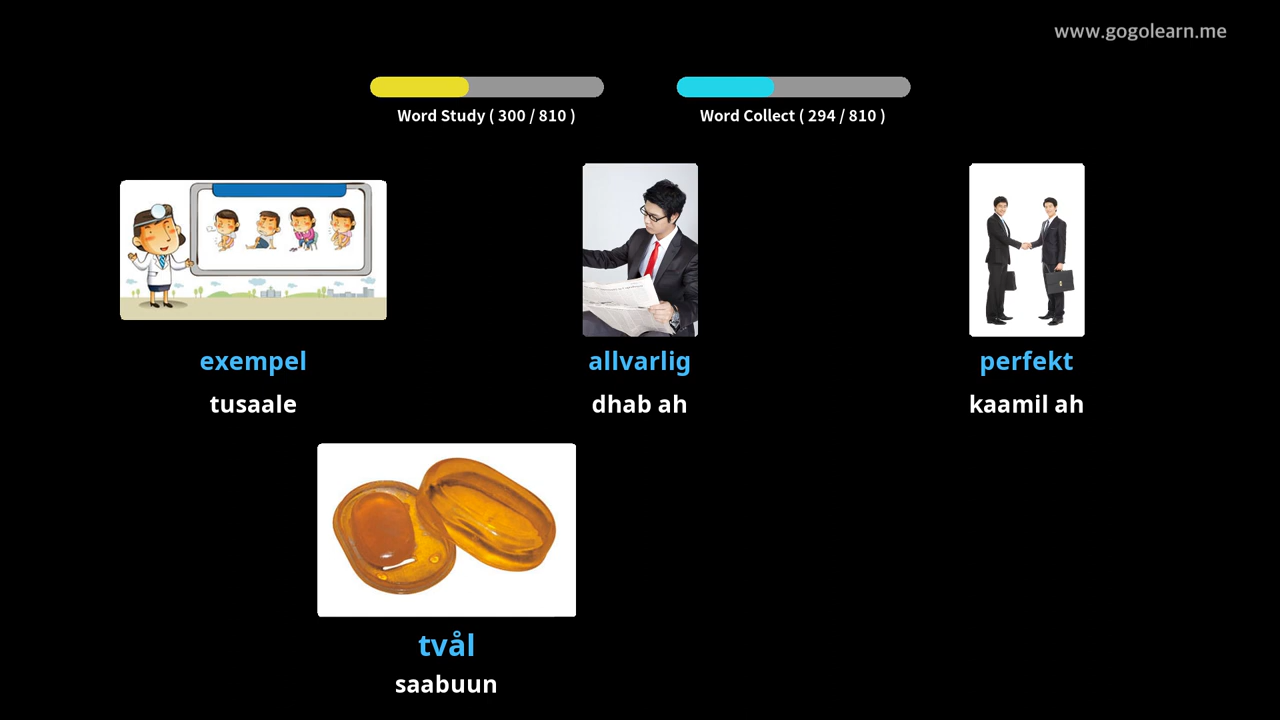 www.gogolearn.me
Word Study ( 300 / 810 )
Word Collect ( 294 / 810 )
exempel
tusaale
allvarlig
dhab ah
perfekt
kaamil ah
tvål
saabuun